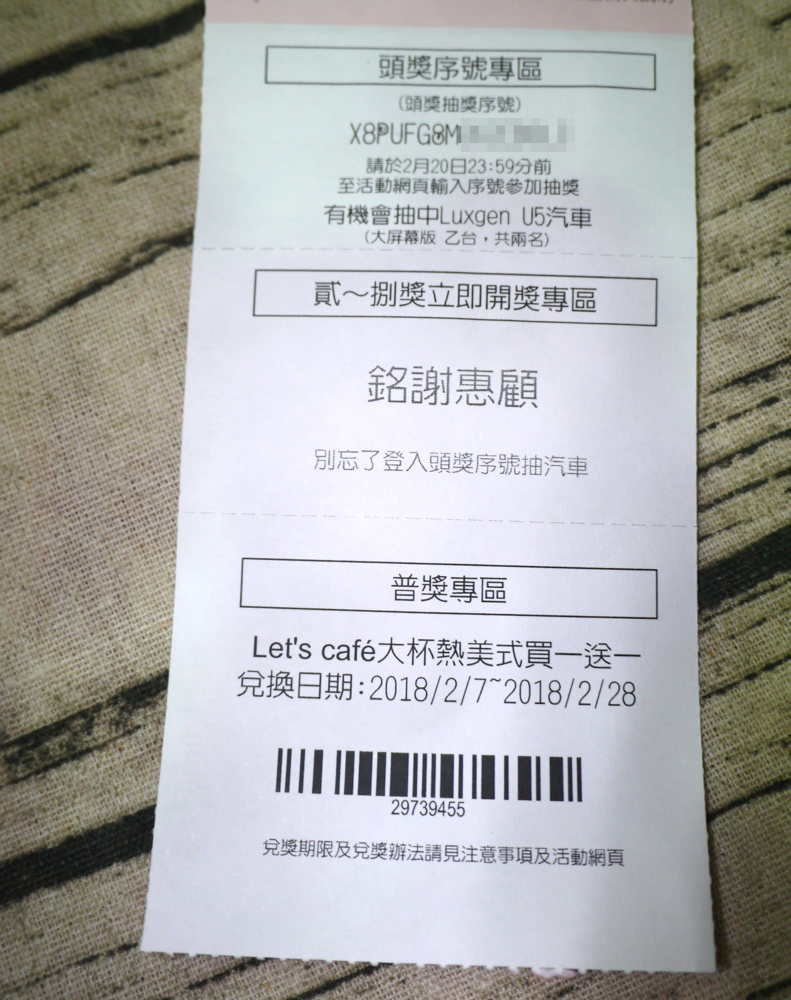 頭獎序號專區
(頭獎抽獎序號)
X8PUFG8M
請於2月20日23:59分前
至活動網頁輸入序號參加抽獎
有機會抽中Luxgen U5汽車
(大屏幕版 乙台，共兩名)
貳～捌獎立即開獎專區
銘謝惠顧
別忘了登入頭獎序號抽汽車
普獎專區
Let's café大杯熱美式買一送一
兌換日期:2018/2/7~2018/2/28
29739455
兌獎期限及兌獎辦法請見注意事項及活動網頁